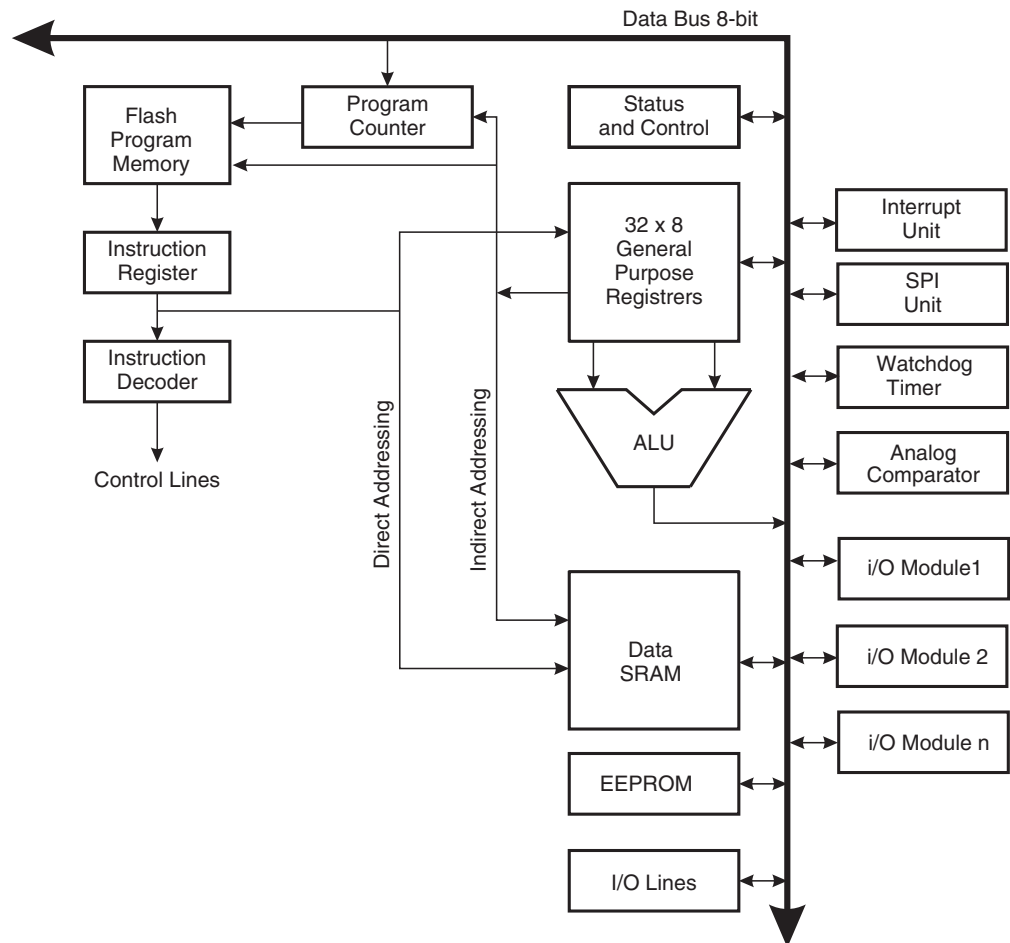 Data Bus 8-bit
Flash
Program
Memory
Program
Counter
Status
and Control
Instruction
Register
32 x 8
General
Purpose
Registrers
Interrupt
Unit
SPI
Unit
Instruction
Decoder
Watchdog
Timer
Control Lines
Direct Addressing
Indirect Addressing
ALU
Analog
Comparator
i/O Module1
Data
SRAM
i/O Module 2
i/O Module n
EEPROM
I/O Lines